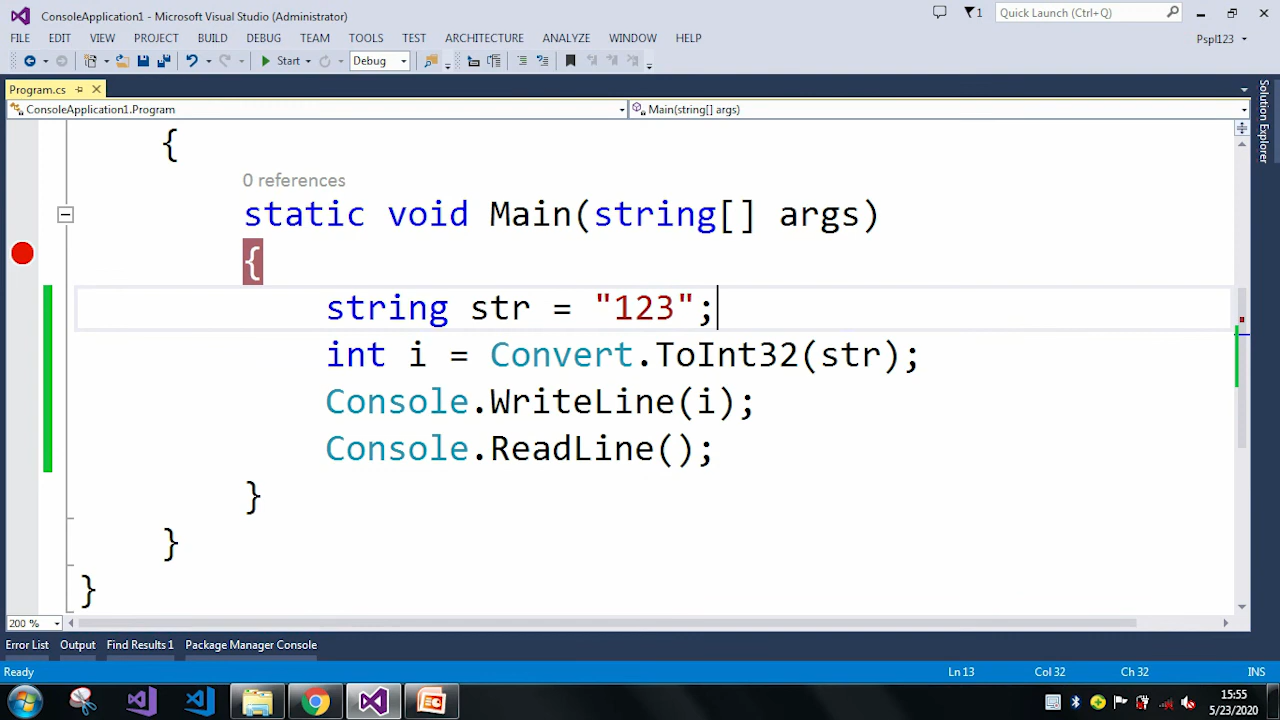 ConsoleApplication1 - Microsoft Visual Studio (Administrator)
1
Quick Launch (Ctrl+Q)
FILE EDIT VIEW PROJECT BUILD DEBUG TEAM TOOLS TEST ARCHITECTURE ANALYZE WINDOW HELP
Pspl123
Start
Debug
Program.cs
ConsoleApplication1.Program
Main(string[] args)
Solution Explorer
{
0 references
static void Main(string[] args)
{
string str = "123";
int i = Convert.ToInt32(str);
Console.WriteLine(i);
Console.ReadLine();
}
}
}
200 %
Error List Output Find Results 1 Package Manager Console
Ready Ln 13 Col 32 Ch 32 INS
15:55
5/23/2020